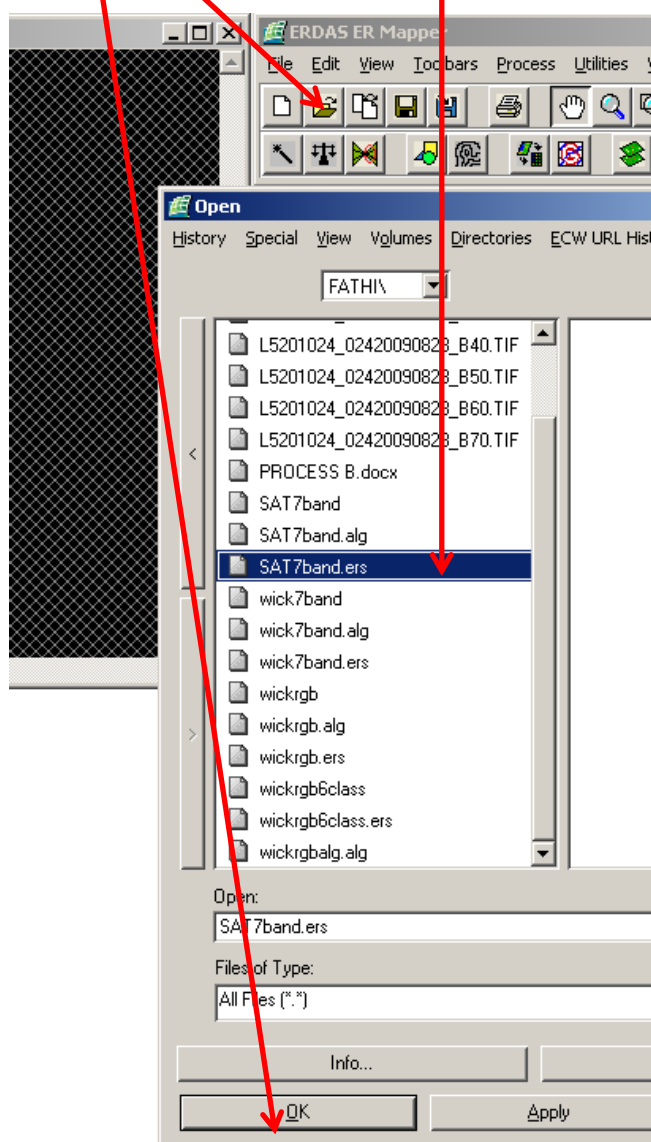 ERDAS ER Mapper
File Edit View Toolbars Process Utilities
Open
History Special View Volumes Directories ECW URL Hist
FATHI\
L5201024_02420090828_B40.TIF
L5201024_02420090828_B50.TIF
L5201024_02420090828_B60.TIF
L5201024_02420090828_B70.TIF
PROCESS B.docx
SAT7band
SAT7band.alg
SAT7band.ers
wick7band
wick7band.alg
wick7band.ers
wickrgb
wickrgb.alg
wickrgb.ers
wickrgb6class
wickrgb6class.ers
wickrgbalg.alg
Open:
SAT7band.ers
Files of Type:
All Files (*.*)
Info...
OK Apply